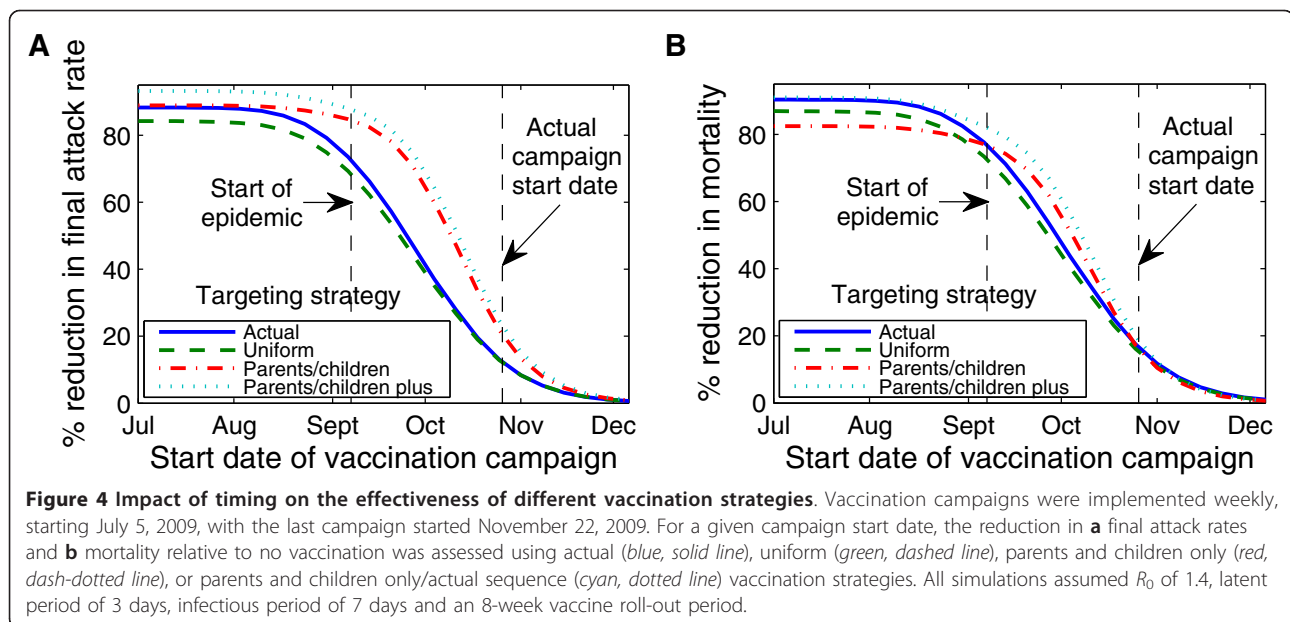 A
% reduction in final attack rate
80
60
40
20
0
Jul Aug Sept Oct Nov Dec
Start date of vaccination campaign
Start of
epidemic
Actual
campaign
start date
Targeting strategy
Actual
Uniform
Parents/children
Parents/children plus
B
% reduction in mortality
80
60
40
20
0
Jul Aug Sept Oct Nov Dec
Start date of vaccination campaign
Start of
epidemic
Actual
campaign
start date
Targeting strategy
Actual
Uniform
Parents/children
Parents/children plus
Figure 4 Impact of timing on the effectiveness of different vaccination strategies. Vaccination campaigns were implemented weekly,
starting July 5, 2009, with the last campaign started November 22, 2009. For a given campaign start date, the reduction in a final attack rates
and b mortality relative to no vaccination was assessed using actual (blue, solid line), uniform (green, dashed line), parents and children only (red,
dash-dotted line), or parents and children only/actual sequence (cyan, dotted line) vaccination strategies. All simulations assumed R0 of 1.4, latent
period of 3 days, infectious period of 7 days and an 8-week vaccine roll-out period.